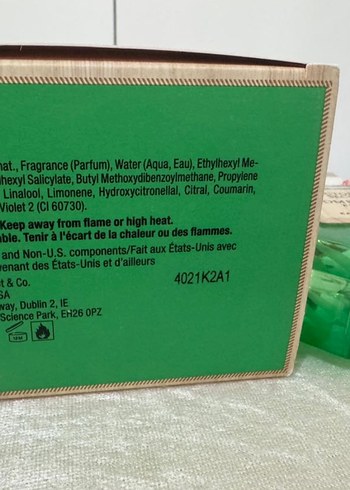 nat., Fragrance (Parfum), Water (Aqua, Eau), Ethylhexyl Me-
hexyl Salicylate, Butyl Methoxydibenzoylmethane, Propylene
Linalool, Limonene, Hydroxycitronellal, Citral, Coumarin,
Violet 2 (CI 60730).
Keep away from flame or high heat.
ble. Tenir à l'écart de la chaleur ou des flammes.
and Non-U.S. components/Fait aux États-Unis avec
venant des États-Unis et d'ailleurs
t & Co.
SA
way, Dublin 2, IE
Science Park, EH26 0PZ
4021K2A1